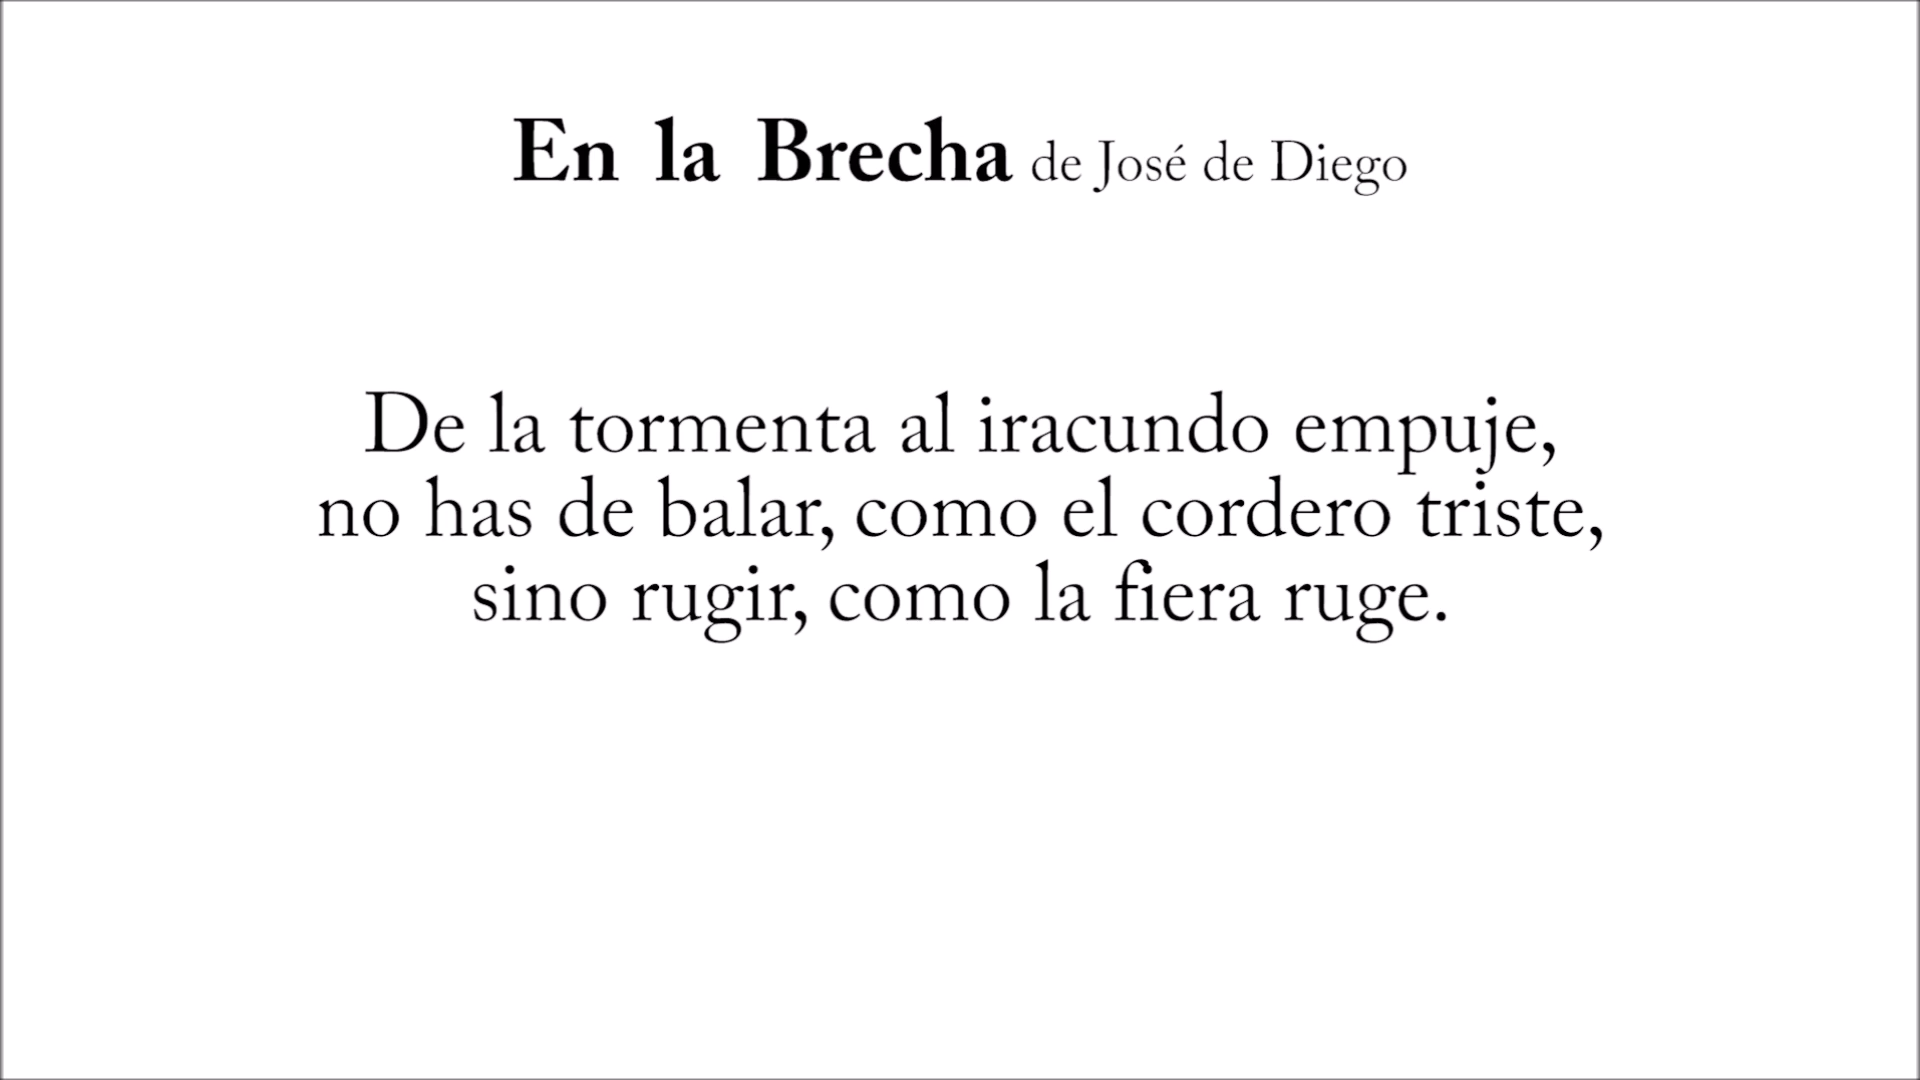 En la Brecha de José de Diego
De la tormenta al iracundo empuje,
no has de balar, como el cordero triste,
sino rugir, como la fiera ruge.